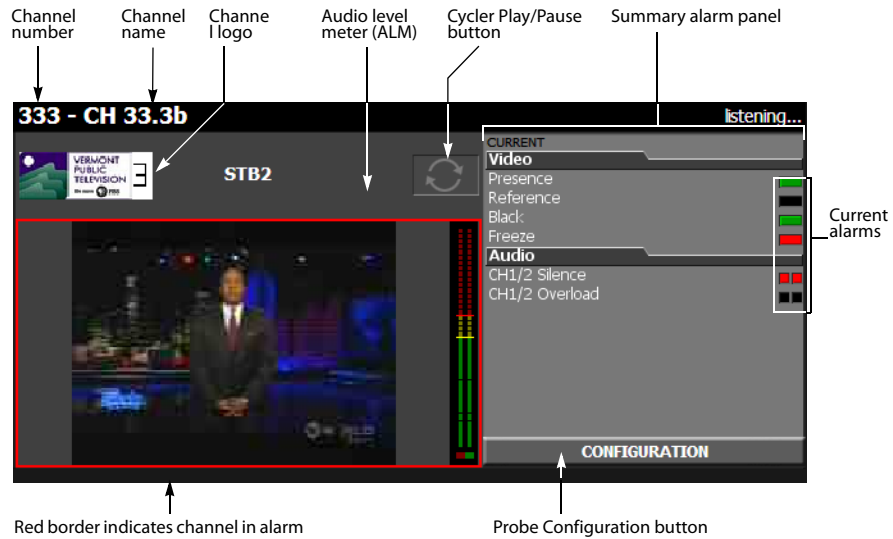 Channel
number
Channel
name
Channe
l logo
Audio level
meter (ALM)
Cycler Play/Pause
button
Summary alarm panel
333 - CH 33.3b
listening...
VERMONT
PUBLIC
TELEVISION
PBS
3
STB2
CURRENT
Video
Presence
Reference
Black
Freeze
Audio
CH1/2 Silence
CH1/2 Overload
Current
alarms
CONFIGURATION
Red border indicates channel in alarm
Probe Configuration button